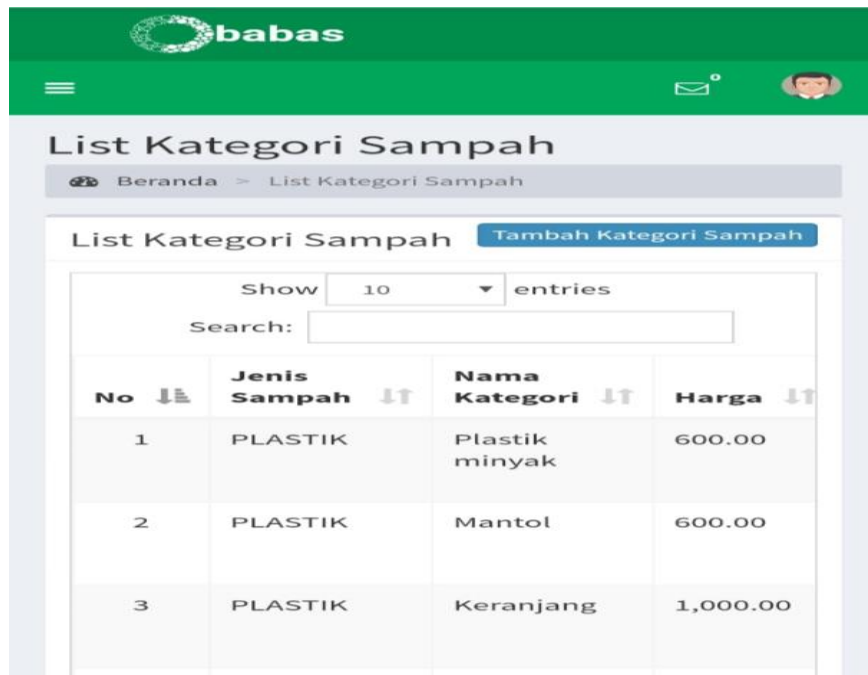 babas
0
List Kategori Sampah
Beranda > List Kategori Sampah
List Kategori Sampah Tambah Kategori Sampah
Show 10 entries
Search:
No Jenis Sampah Nama Kategori Harga
1 PLASTIK Plastik minyak 600.00
2 PLASTIK Mantol 600.00
3 PLASTIK Keranjang 1,000.00